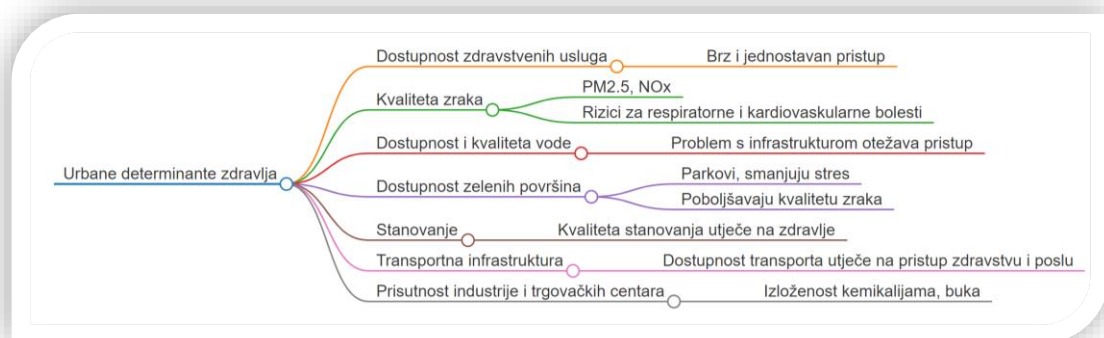 Urbane determinante zdravlja
Dostupnost zdravstvenih usluga
Brz i jednostavan pristup
Kvaliteta zraka
PM2.5, NOx
Rizici za respiratorne i kardiovaskularne bolesti
Dostupnost i kvaliteta vode
Problem s infrastrukturom otežava pristup
Dostupnost zelenih površina
Parkovi, smanjuju stres
Poboljšavaju kvalitetu zraka
Stanovanje
Kvaliteta stanovanja utječe na zdravlje
Transportna infrastruktura
Dostupnost transporta utječe na pristup zdravstvu i poslu
Prisutnost industrije i trgovačkih centara
Izloženost kemikalijama, buka